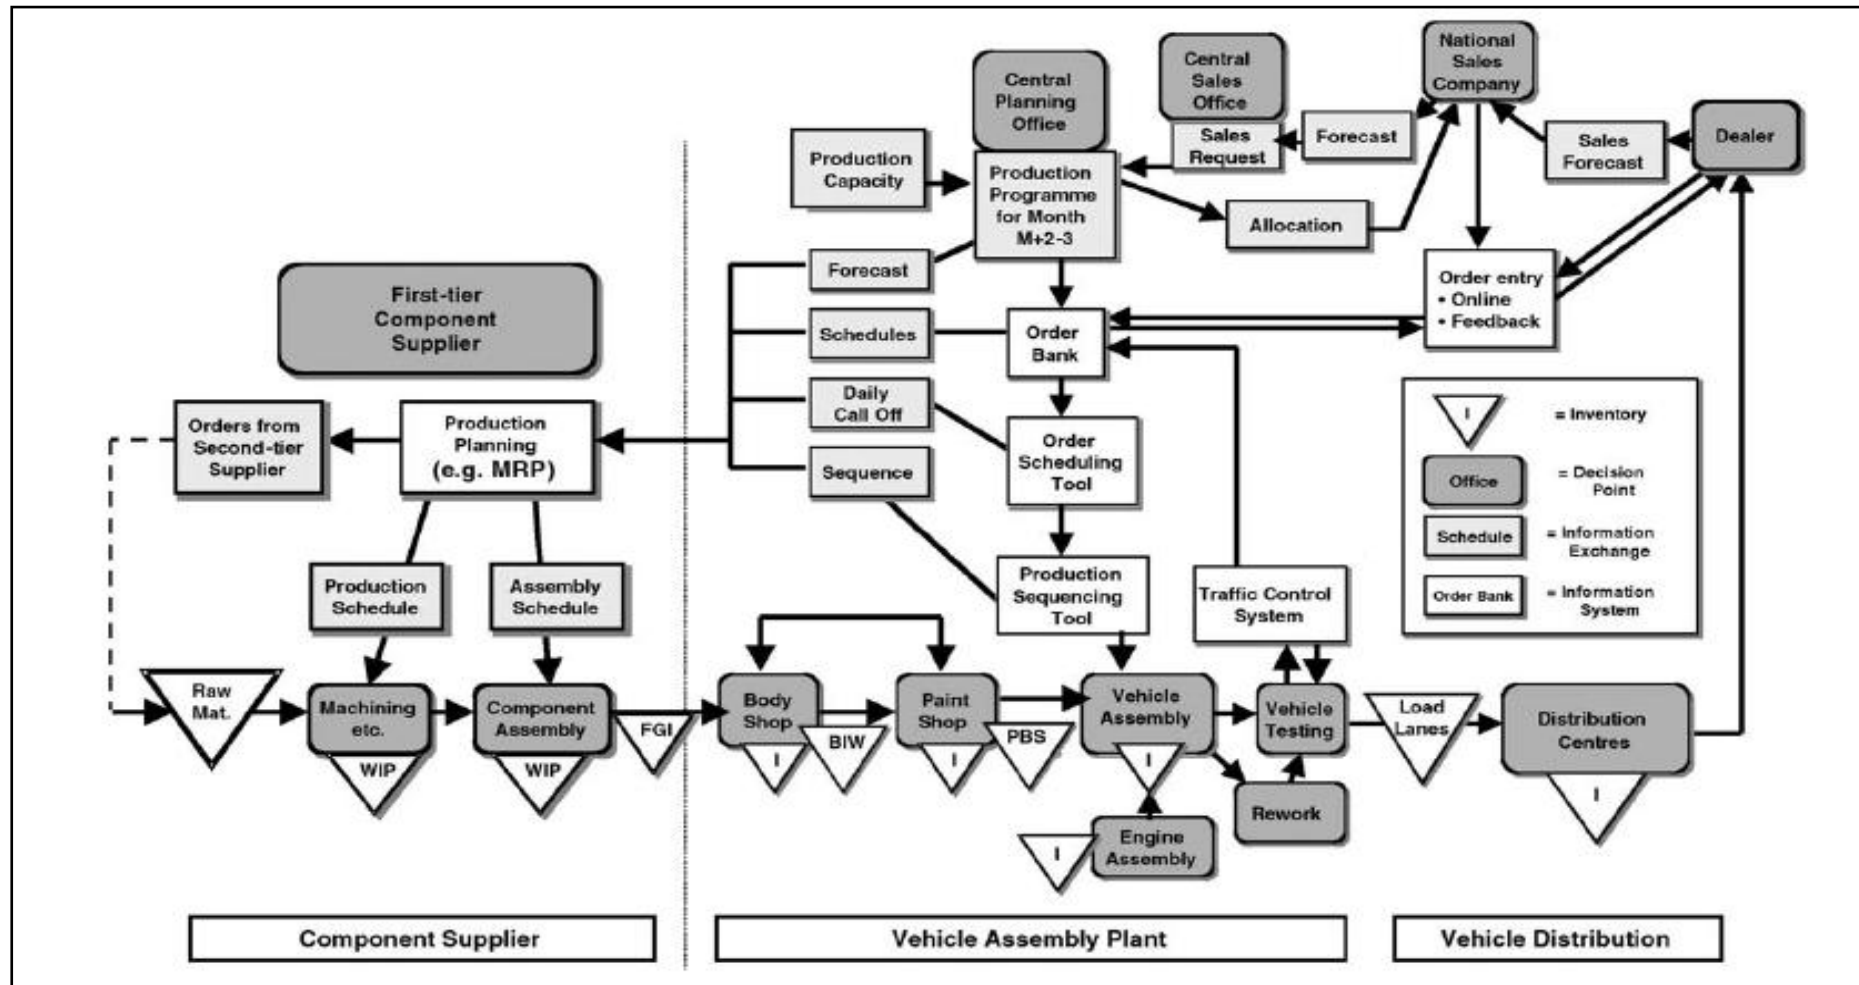 National
Sales
Company
Central
Sales
Office
Central
Planning
Office
Production
Capacity
Production
Programme
for Month
M+2-3
Sales
Request
Forecast
Sales
Forecast
Dealer
Allocation
Forecast
Schedules
Daily
Call Off
Sequence
Order
Bank
Order entry
• Online
• Feedback
First-tier
Component
Supplier
Orders from
Second-tier
Supplier
Production
Planning
(e.g. MRP)
Order
Scheduling
Tool
I
= Inventory
Office
= Decision
Point
Schedule
= Information
Exchange
Order Bank
= Information
System
Production
Schedule
Assembly
Schedule
Production
Sequencing
Tool
Traffic Control
System
Raw
Mat.
Machining
etc.
WIP
Component
Assembly
WIP
FGI
Body
Shop
I
BIW
Paint
Shop
I
PBS
Vehicle
Assembly
I
Vehicle
Testing
Load
Lanes
Distribution
Centres
I
Rework
I
Engine
Assembly
Component Supplier
Vehicle Assembly Plant
Vehicle Distribution